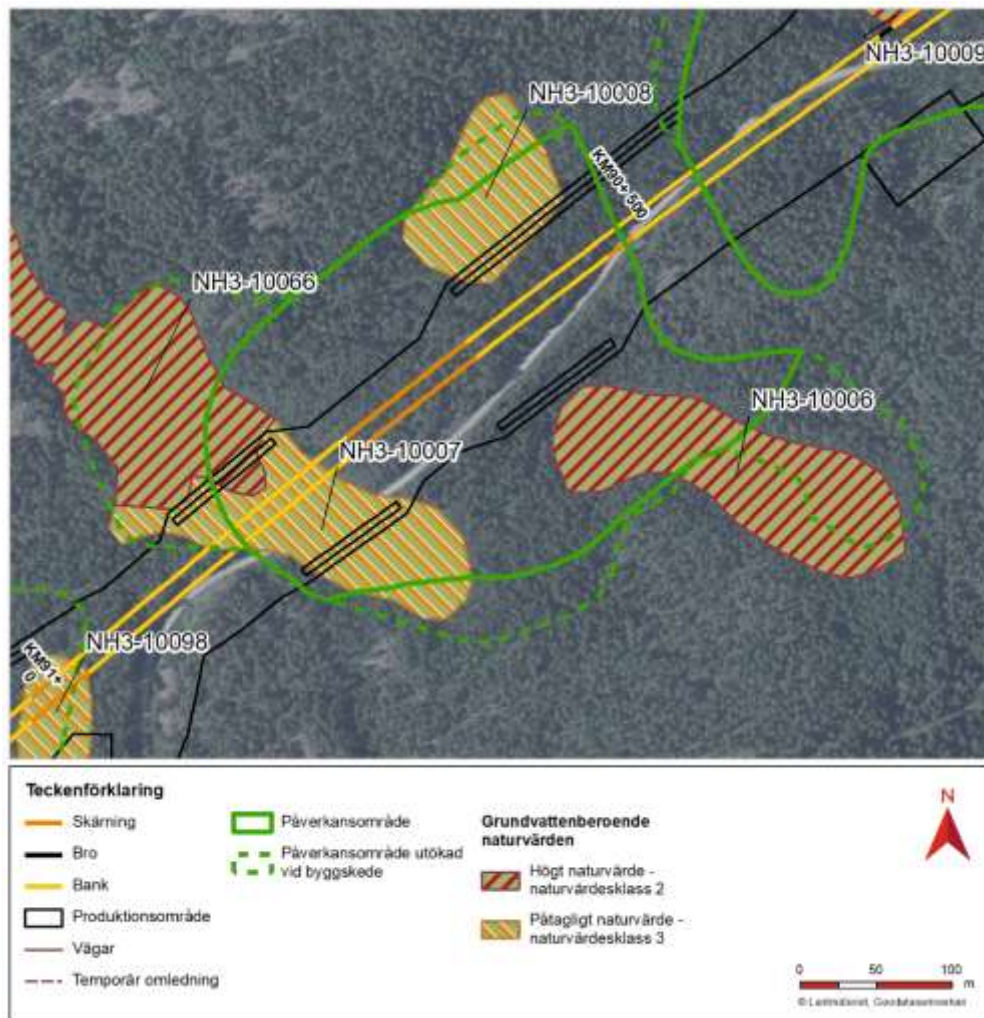 NH3-10009
NH3-10008
KM90+ 500
NH3-10066
NH3-10006
NH3-10007
NH3-10098
KM91+
0
Teckenförklaring
Skärning
Bro
Bank
Produktionsområde
Vägar
Temporär omledning
Påverkansområde
Påverkansområde utökad
vid byggskede
Grundvattenberoende
naturvärden
Högt naturvärde -
naturvärdesklass 2
Påtagligt naturvärde -
naturvärdesklass 3
N
0 50 100
m
© Lantmäteriet, Geodatasamverkan